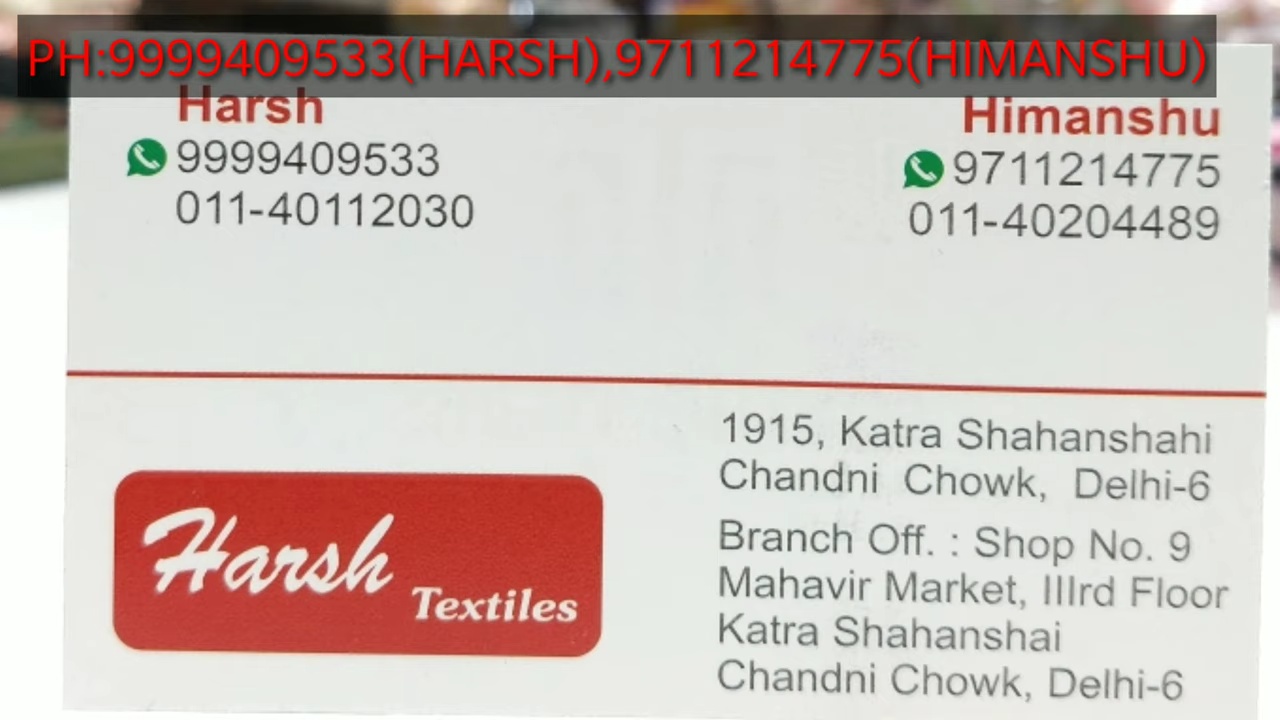 PH:9999409533(HARSH),9711214775(HIMANSHU)
Harsh
9999409533
011-40112030
Himanshu
9711214775
011-40204489
Harsh
Textiles
1915, Katra Shahanshahi
Chandni Chowk, Delhi-6
Branch Off. : Shop No. 9
Mahavir Market, IIIrd Floor
Katra Shahanshai
Chandni Chowk, Delhi-6